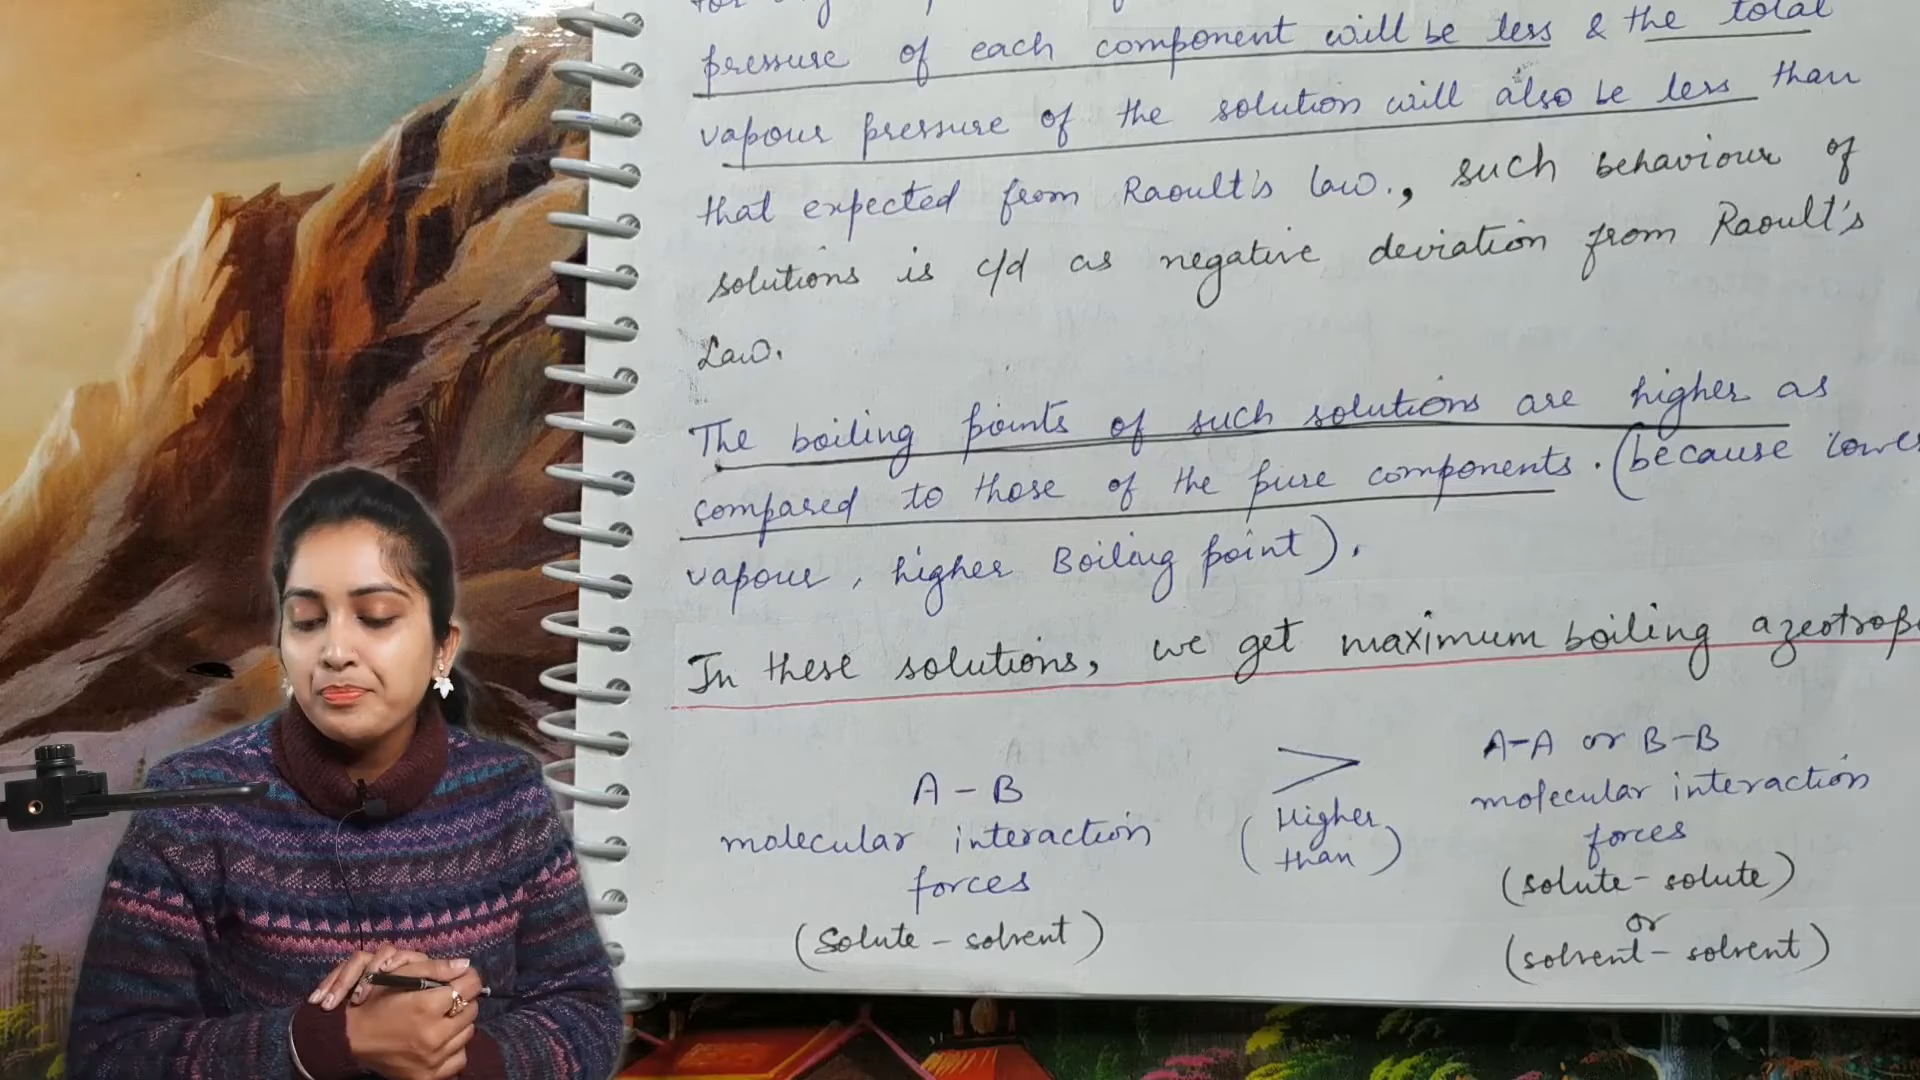 pressure of each component will be less & the total
vapour pressure of the solution will also be less than
that expected from Raoult's law., such behaviour of
solutions is c/d as negative deviation from Raoult's
Law.
The boiling points of such solutions are higher as
compared to those of the pure components. (because
vapour, higher Boiling point).
In these solutions, we get maximum boiling
A-A or B-B
A - B > molecular interaction
molecular interaction (Higher than) forces
forces (solute-solute)
(Solute - solvent) or
(solvent - solvent)